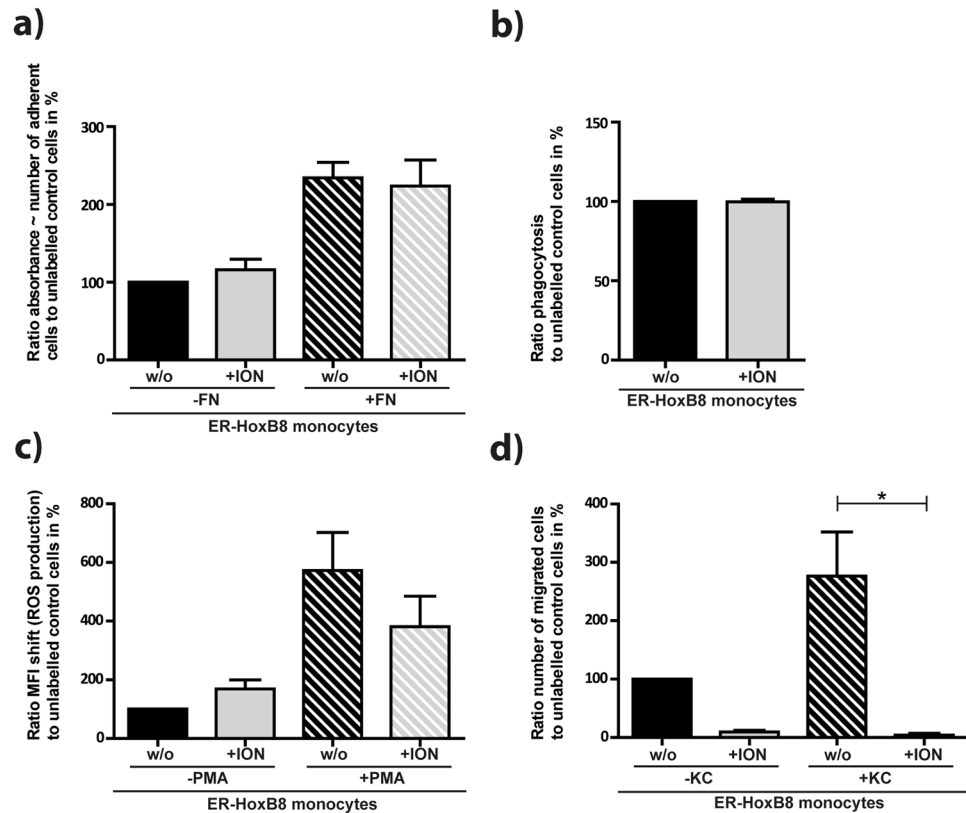 a)
Ratio absorbance ~ number of adherent
cells to unlabelled control cells in %
300
200
100
0
w/o +ION w/o +ION
-FN +FN
ER-HoxB8 monocytes
b)
Ratio phagocytosis
to unlabelled control cells in %
150
100
50
0
w/o +ION
ER-HoxB8 monocytes
c)
Ratio MFI shift (ROS production)
to unlabelled control cells in %
800
600
400
200
0
w/o +ION w/o +ION
-PMA +PMA
ER-HoxB8 monocytes
d)
Ratio number of migrated cells
to unlabelled control cells in %
400
300
200
100
0
*
w/o +ION w/o +ION
-KC +KC
ER-HoxB8 monocytes